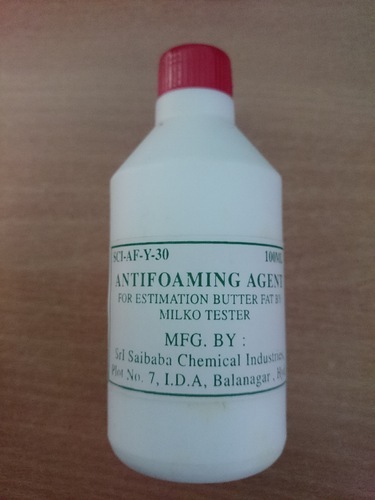 SCI-AF-Y-30 100ML
ANTIFOAMING AGENT
FOR ESTIMATION BUTTER FAT BY
MILKO TESTER
MFG. BY :
Sri Saibaba Chemical Industries
Plot No. 7, I.D.A, Balanagar,